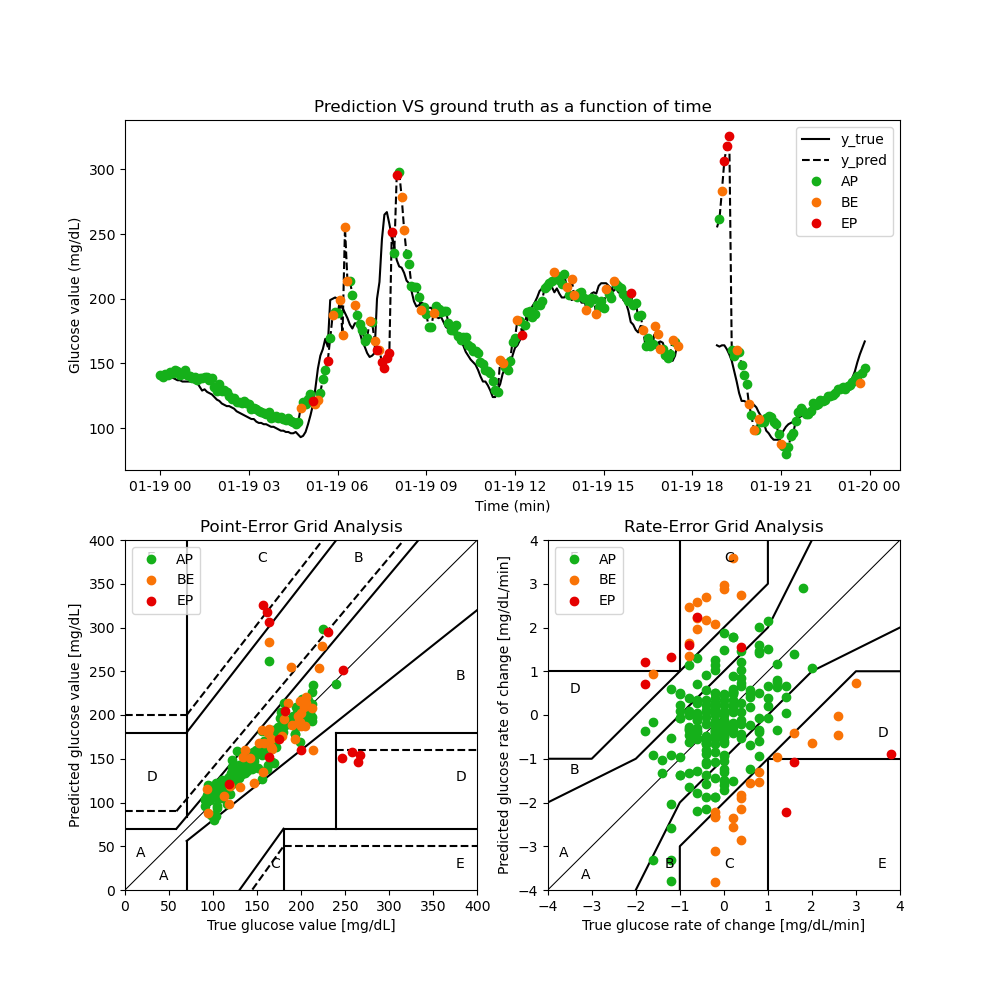 Prediction VS ground truth as a function of time
Glucose value (mg/dL)
300
250
200
150
100
y_true
y_pred
AP
BE
EP
01-19 00 01-19 03 01-19 06 01-19 09 01-19 12 01-19 15 01-19 18 01-19 21 01-20 00
Time (min)
Point-Error Grid Analysis
Predicted glucose value [mg/dL]
400
350
300
250
200
150
100
50
0
AP
BE
EP
C
B
B
D
D
A
A
C
E
0 50 100 150 200 250 300 350 400
True glucose value [mg/dL]
Rate-Error Grid Analysis
Predicted glucose rate of change [mg/dL/min]
4
3
2
1
0
−1
−2
−3
−4
AP
BE
EP
C
D
D
B
A
A
B
C
E
−4 −3 −2 −1 0 1 2 3 4
True glucose rate of change [mg/dL/min]